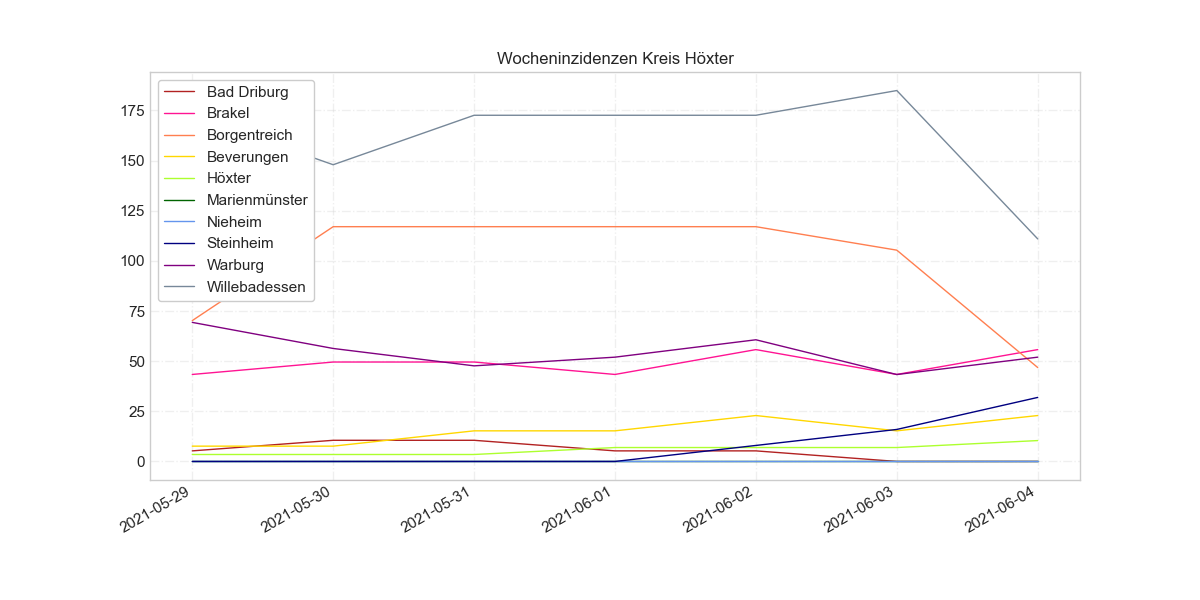 Wocheninzidenzen Kreis Höxter
Bad Driburg
Brakel
Borgentreich
Beverungen
Höxter
Marienmünster
Nieheim
Steinheim
Warburg
Willebadessen
175
150
125
100
75
50
25
0
2021-05-29
2021-05-30
2021-05-31
2021-06-01
2021-06-02
2021-06-03
2021-06-04